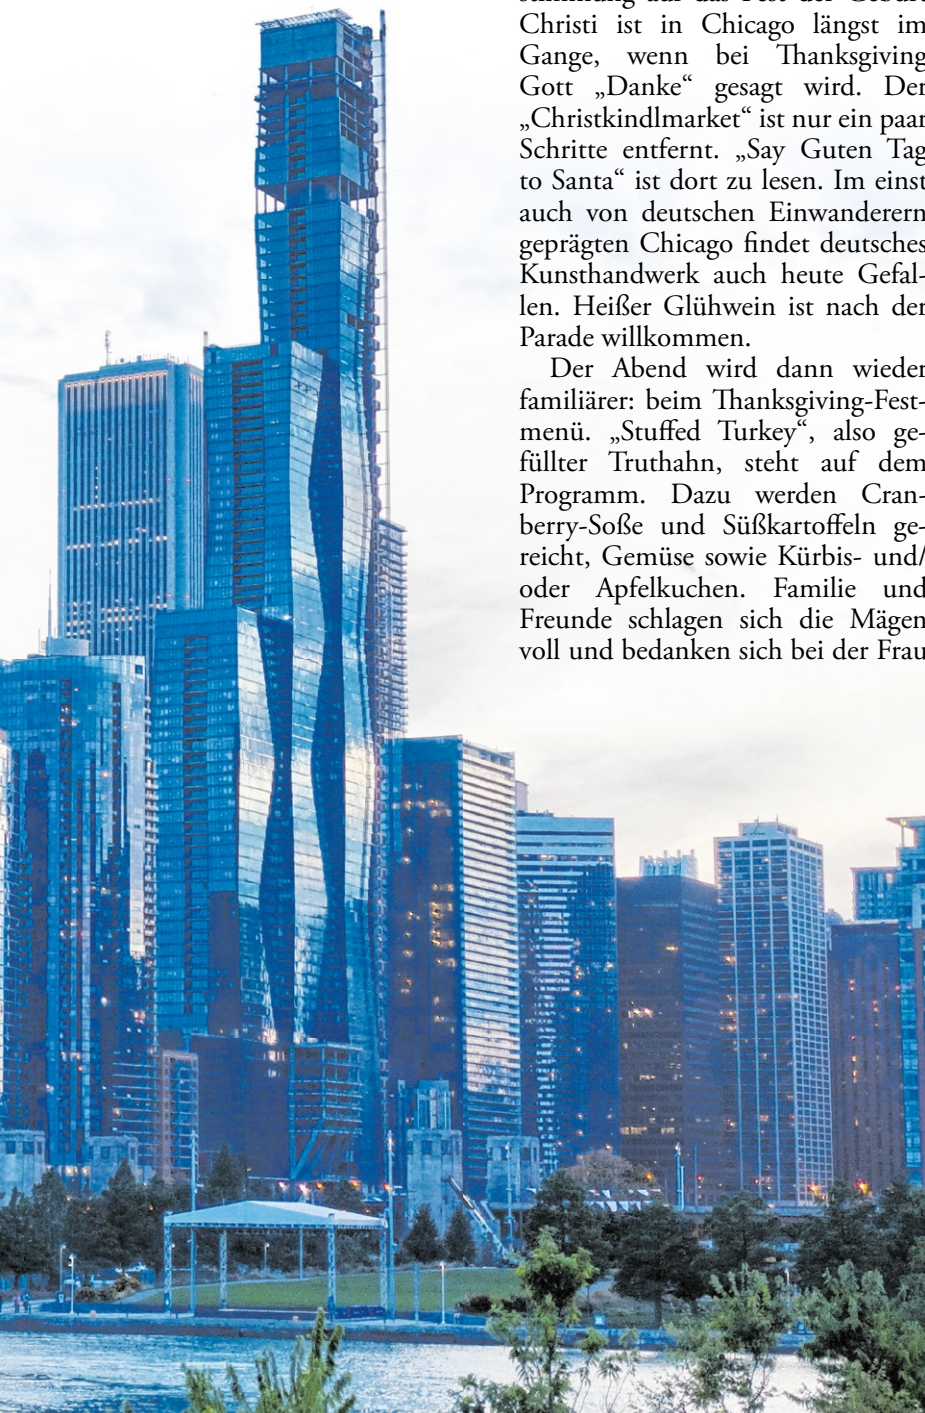 Christi ist in Chicago längst im
Gange, wenn bei Thanksgiving
Gott „Danke“ gesagt wird. Der
„Christkindlmarket“ ist nur ein paar
Schritte entfernt. „Say Guten Tag
to Santa“ ist dort zu lesen. Im einst
auch von deutschen Einwanderern
geprägten Chicago findet deutsches
Kunsthandwerk auch heute Gefal-
len. Heißer Glühwein ist nach der
Parade willkommen.
Der Abend wird dann wieder
familiärer: beim Thanksgiving-Fest-
menü. „Stuffed Turkey“, also ge-
füllter Truthahn, steht auf dem
Programm. Dazu werden Cran-
berry-Soße und Süßkartoffeln ge-
reicht, Gemüse sowie Kürbis- und/
oder Apfelkuchen. Familie und
Freunde schlagen sich die Mägen
voll und bedanken sich bei der Frau